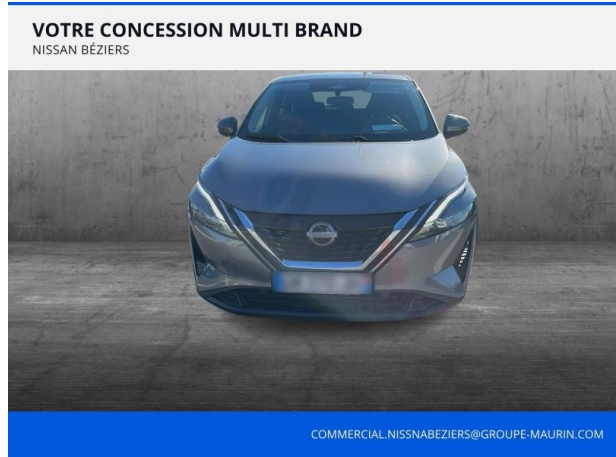 VOTRE CONCESSION MULTI BRAND
NISSAN BÉZIERS
COMMERCIAL.NISSNABEZIERS@GROUPE-MAURIN.COM